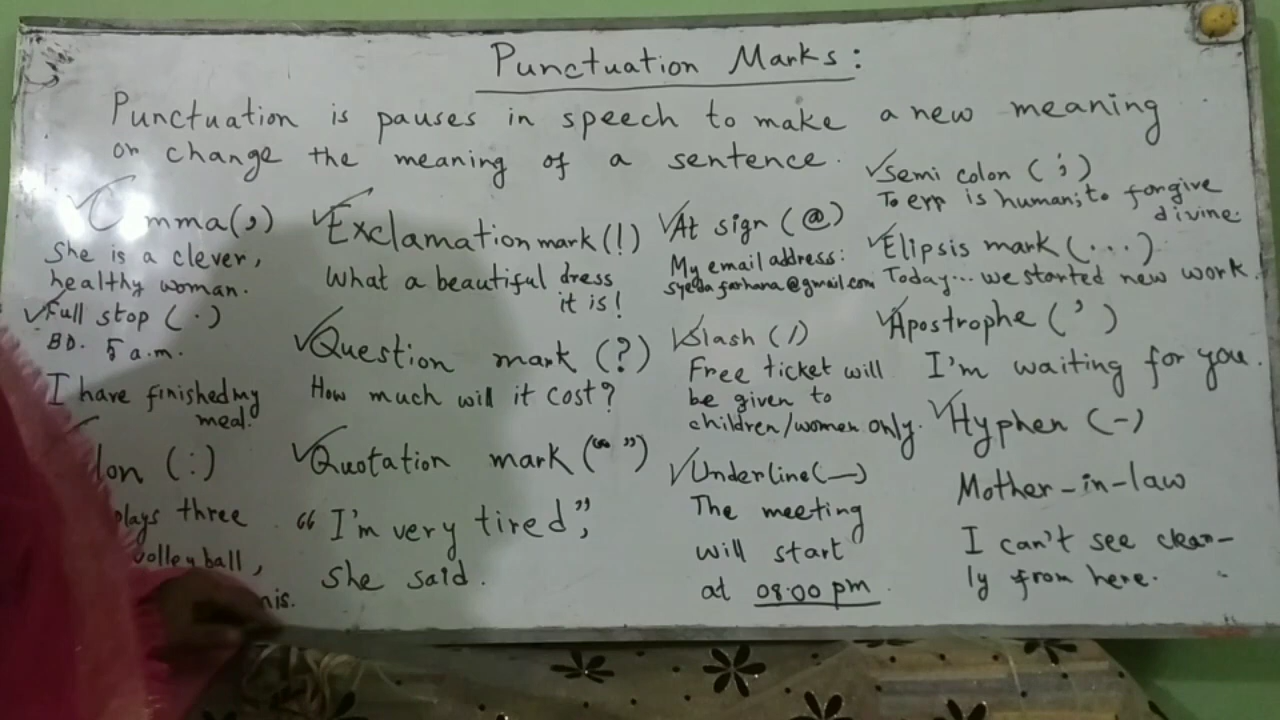 Punctuation Marks:
Punctuation is pauses in speech to make a new meaning
or change the meaning of a sentence.
C mma(,)
She is a clever,
healthy woman.
Full stop (.)
BD. 5 a.m.
I have finished my
meal.
lon (:)
plays three
volleyball,
nis.
Exclamation mark (!)
What a beautiful dress
it is!
Question mark (?)
How much will it cost?
Quotation mark (“ ”)
“I'm very tired”,
she said.
At sign (@)
My email address:
syeda farhana@gmail.com
Slash (/)
Free ticket will
be given to
children/women only.
Underline (—)
The meeting
will start
at 08:00 pm
Semi colon (;)
To err is human; to forgive
divine.
Elipsis mark (...)
Today... we started new work.
Apostrophe (’)
I'm waiting for you.
Hyphen (-)
Mother-in-law
I can't see clear-
ly from here.